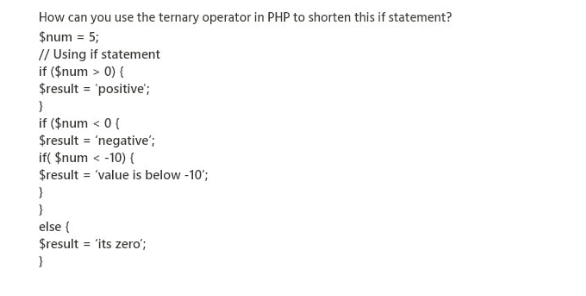 How can you use the ternary operator in PHP to shorten this if statement?
$num = 5;
// Using if statement
if ($num > 0) {
$result = 'positive';
}
if ($num < 0 {
$result = 'negative';
if( $num < -10) {
$result = 'value is below -10';
}
}
else {
$result = 'its zero';
}